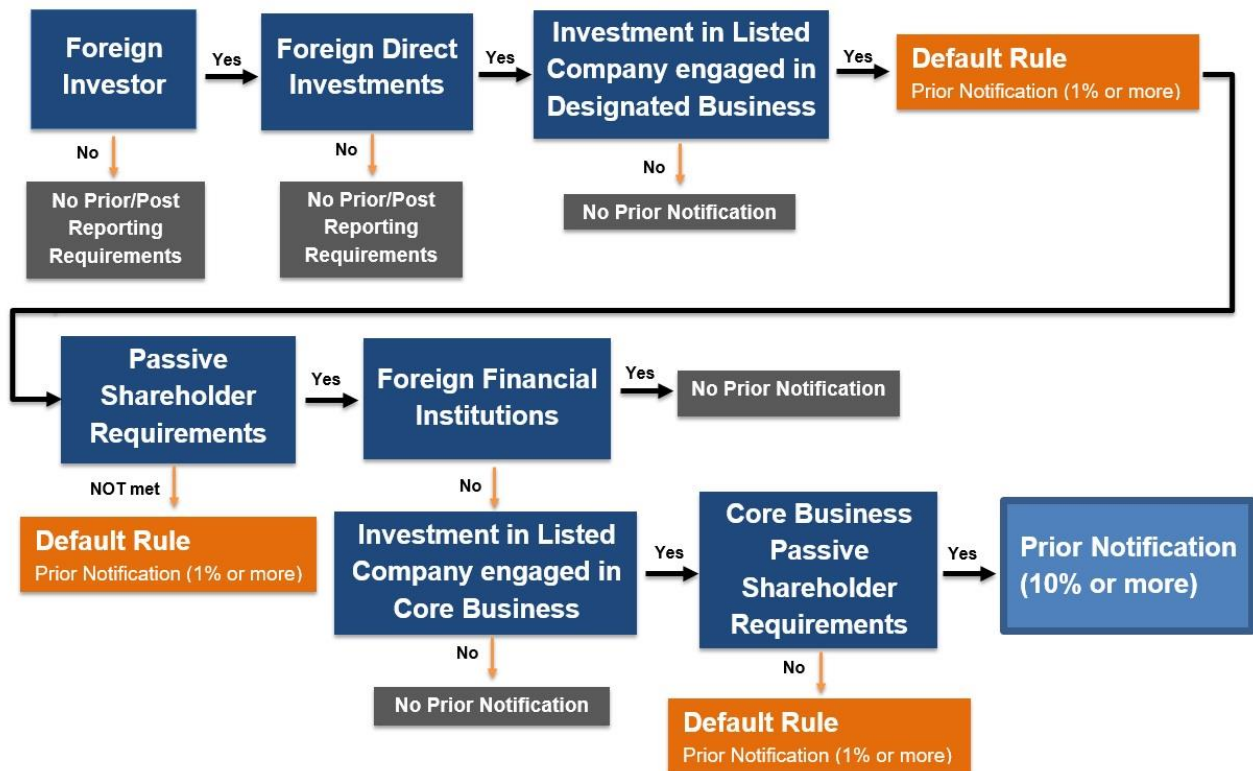 Foreign
Investor
Yes
Foreign Direct
Investments
Yes
Investment in Listed
Company engaged in
Designated Business
Yes
Default Rule
Prior Notification (1% or more)
No
No Prior/Post
Reporting
Requirements
No
No Prior/Post
Reporting
Requirements
No
No Prior Notification
Passive
Shareholder
Requirements
Yes
Foreign Financial
Institutions
Yes
No Prior Notification
NOT met
Default Rule
Prior Notification (1% or more)
No
Investment in Listed
Company engaged in
Core Business
Yes
Core Business
Passive
Shareholder
Requirements
Yes
Prior Notification
(10% or more)
No
No Prior Notification
No
Default Rule
Prior Notification (1% or more)